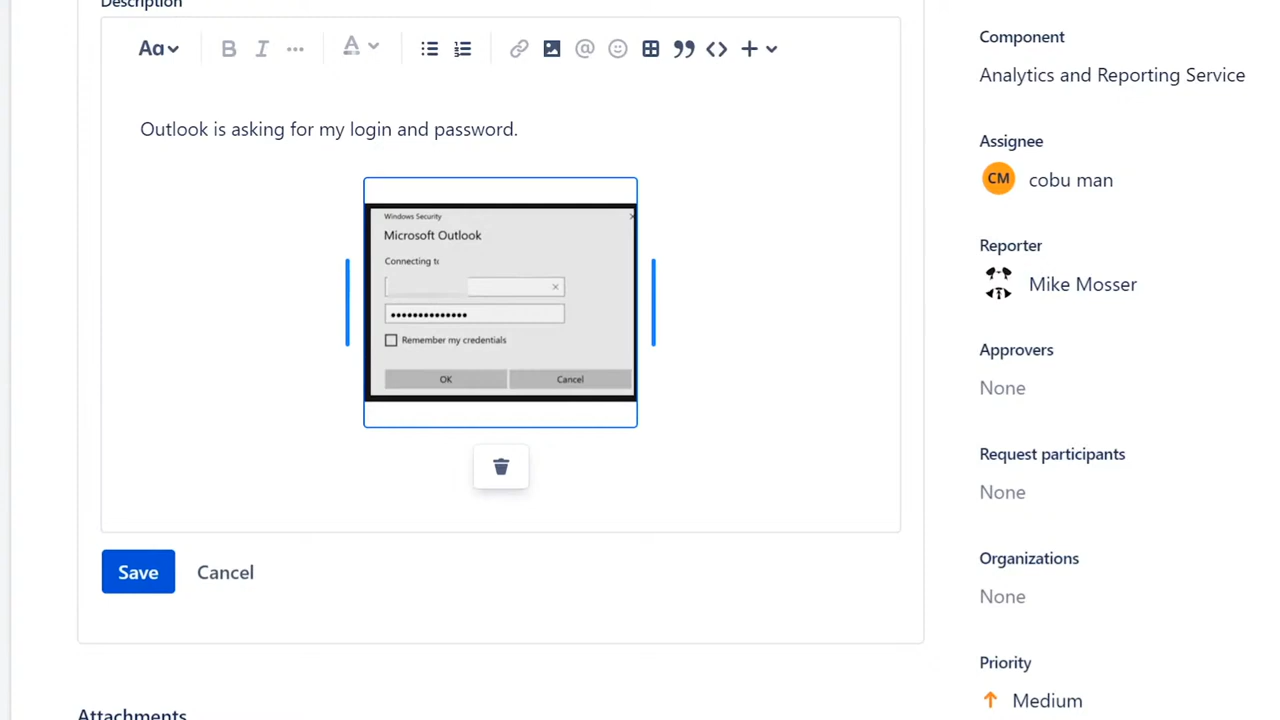 Description
Aa
B I ... A
@
Outlook is asking for my login and password.
Windows Security
Microsoft Outlook
Connecting
Remember my credentials
OK Cancel
Save Cancel
Attachments
Component
Analytics and Reporting Service
Assignee
CM cobu man
Reporter
Mike Mosser
Approvers
None
Request participants
None
Organizations
None
Priority
Medium